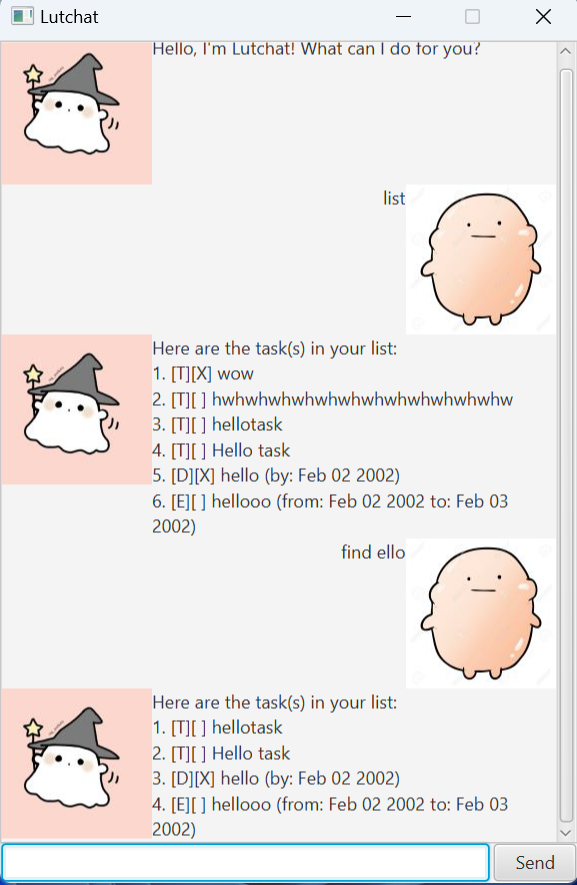 Lutchat
Hello, I'm Lutchat! What can I do for you?
list
Here are the task(s) in your list:
1. [T][X] wow
2. [T][ ] hwhwhwhwhwhwhwhwhwhwhwhwhw
3. [T][ ] hellotask
4. [T][ ] Hello task
5. [D][X] hello (by: Feb 02 2002)
6. [E][ ] hellooo (from: Feb 02 2002 to: Feb 03
2002)
find ello
Here are the task(s) in your list:
1. [T][ ] hellotask
2. [T][ ] Hello task
3. [D][X] hello (by: Feb 02 2002)
4. [E][ ] hellooo (from: Feb 02 2002 to: Feb 03
2002)
Send